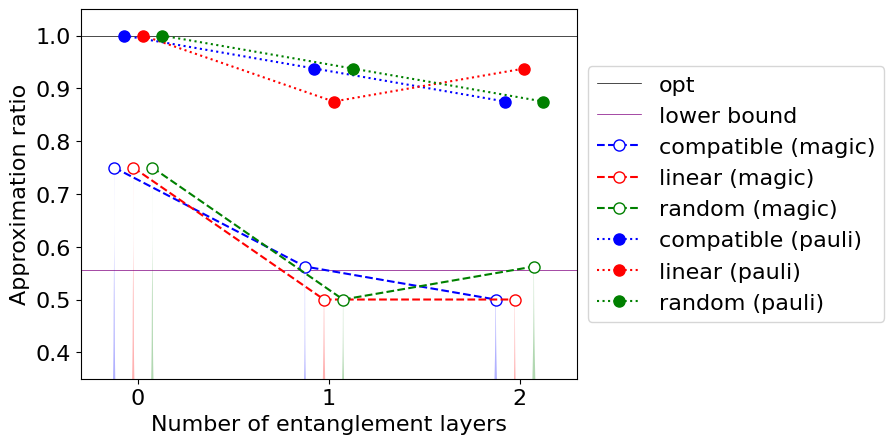 1.0
0.9
0.8
0.7
0.6
0.5
0.4
Approximation ratio
0 1 2
Number of entanglement layers
opt
lower bound
compatible (magic)
linear (magic)
random (magic)
compatible (pauli)
linear (pauli)
random (pauli)